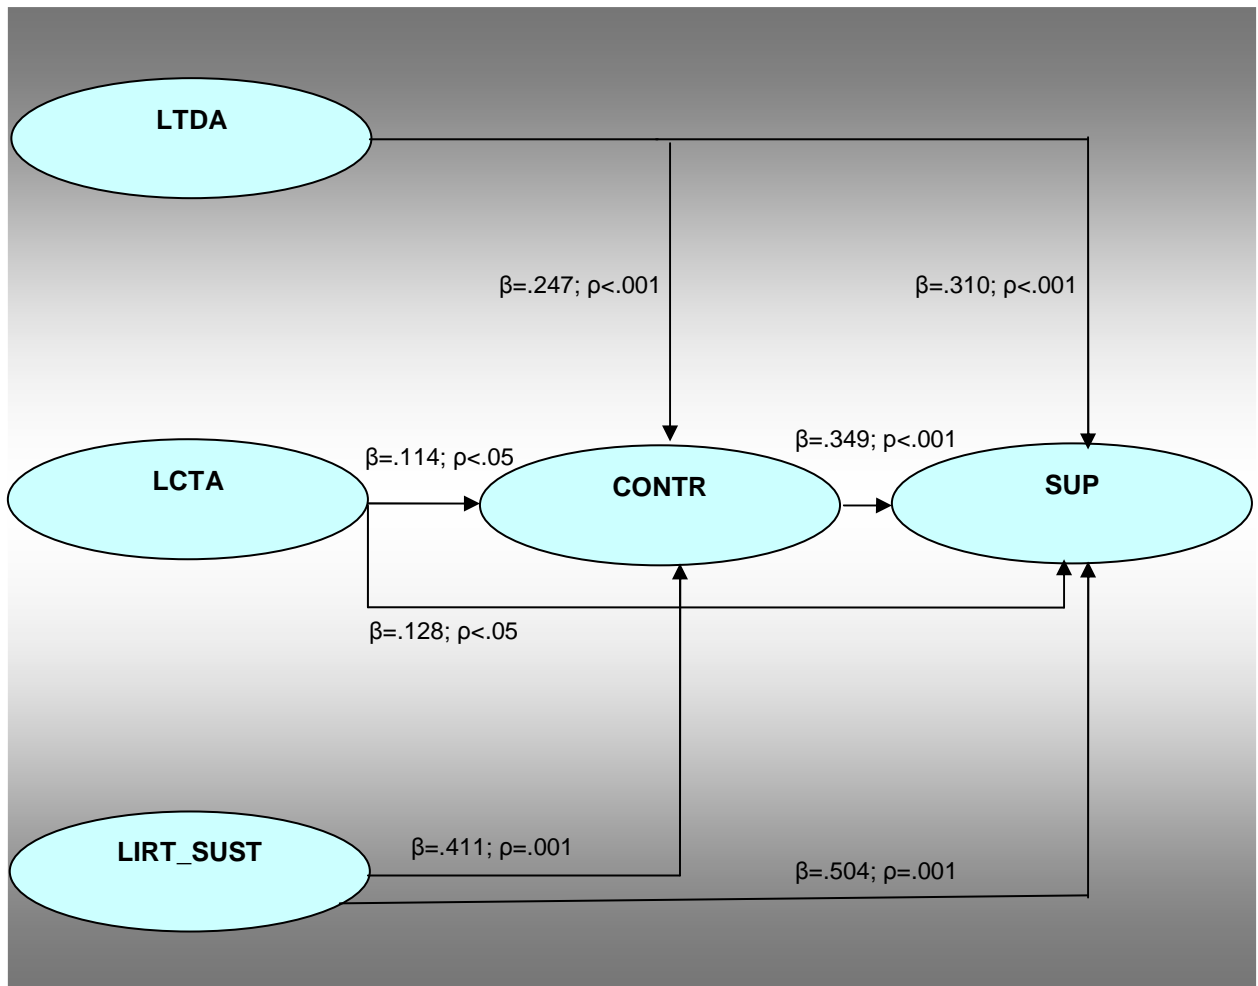 LTDA
β=.247; ρ<.001
β=.310; ρ<.001
β=.349; p<.001
β=.114; ρ<.05
LCTA
CONTR
SUP
β=.128; ρ<.05
LIRT_SUST
β=.411; ρ=.001
β=.504; ρ=.001